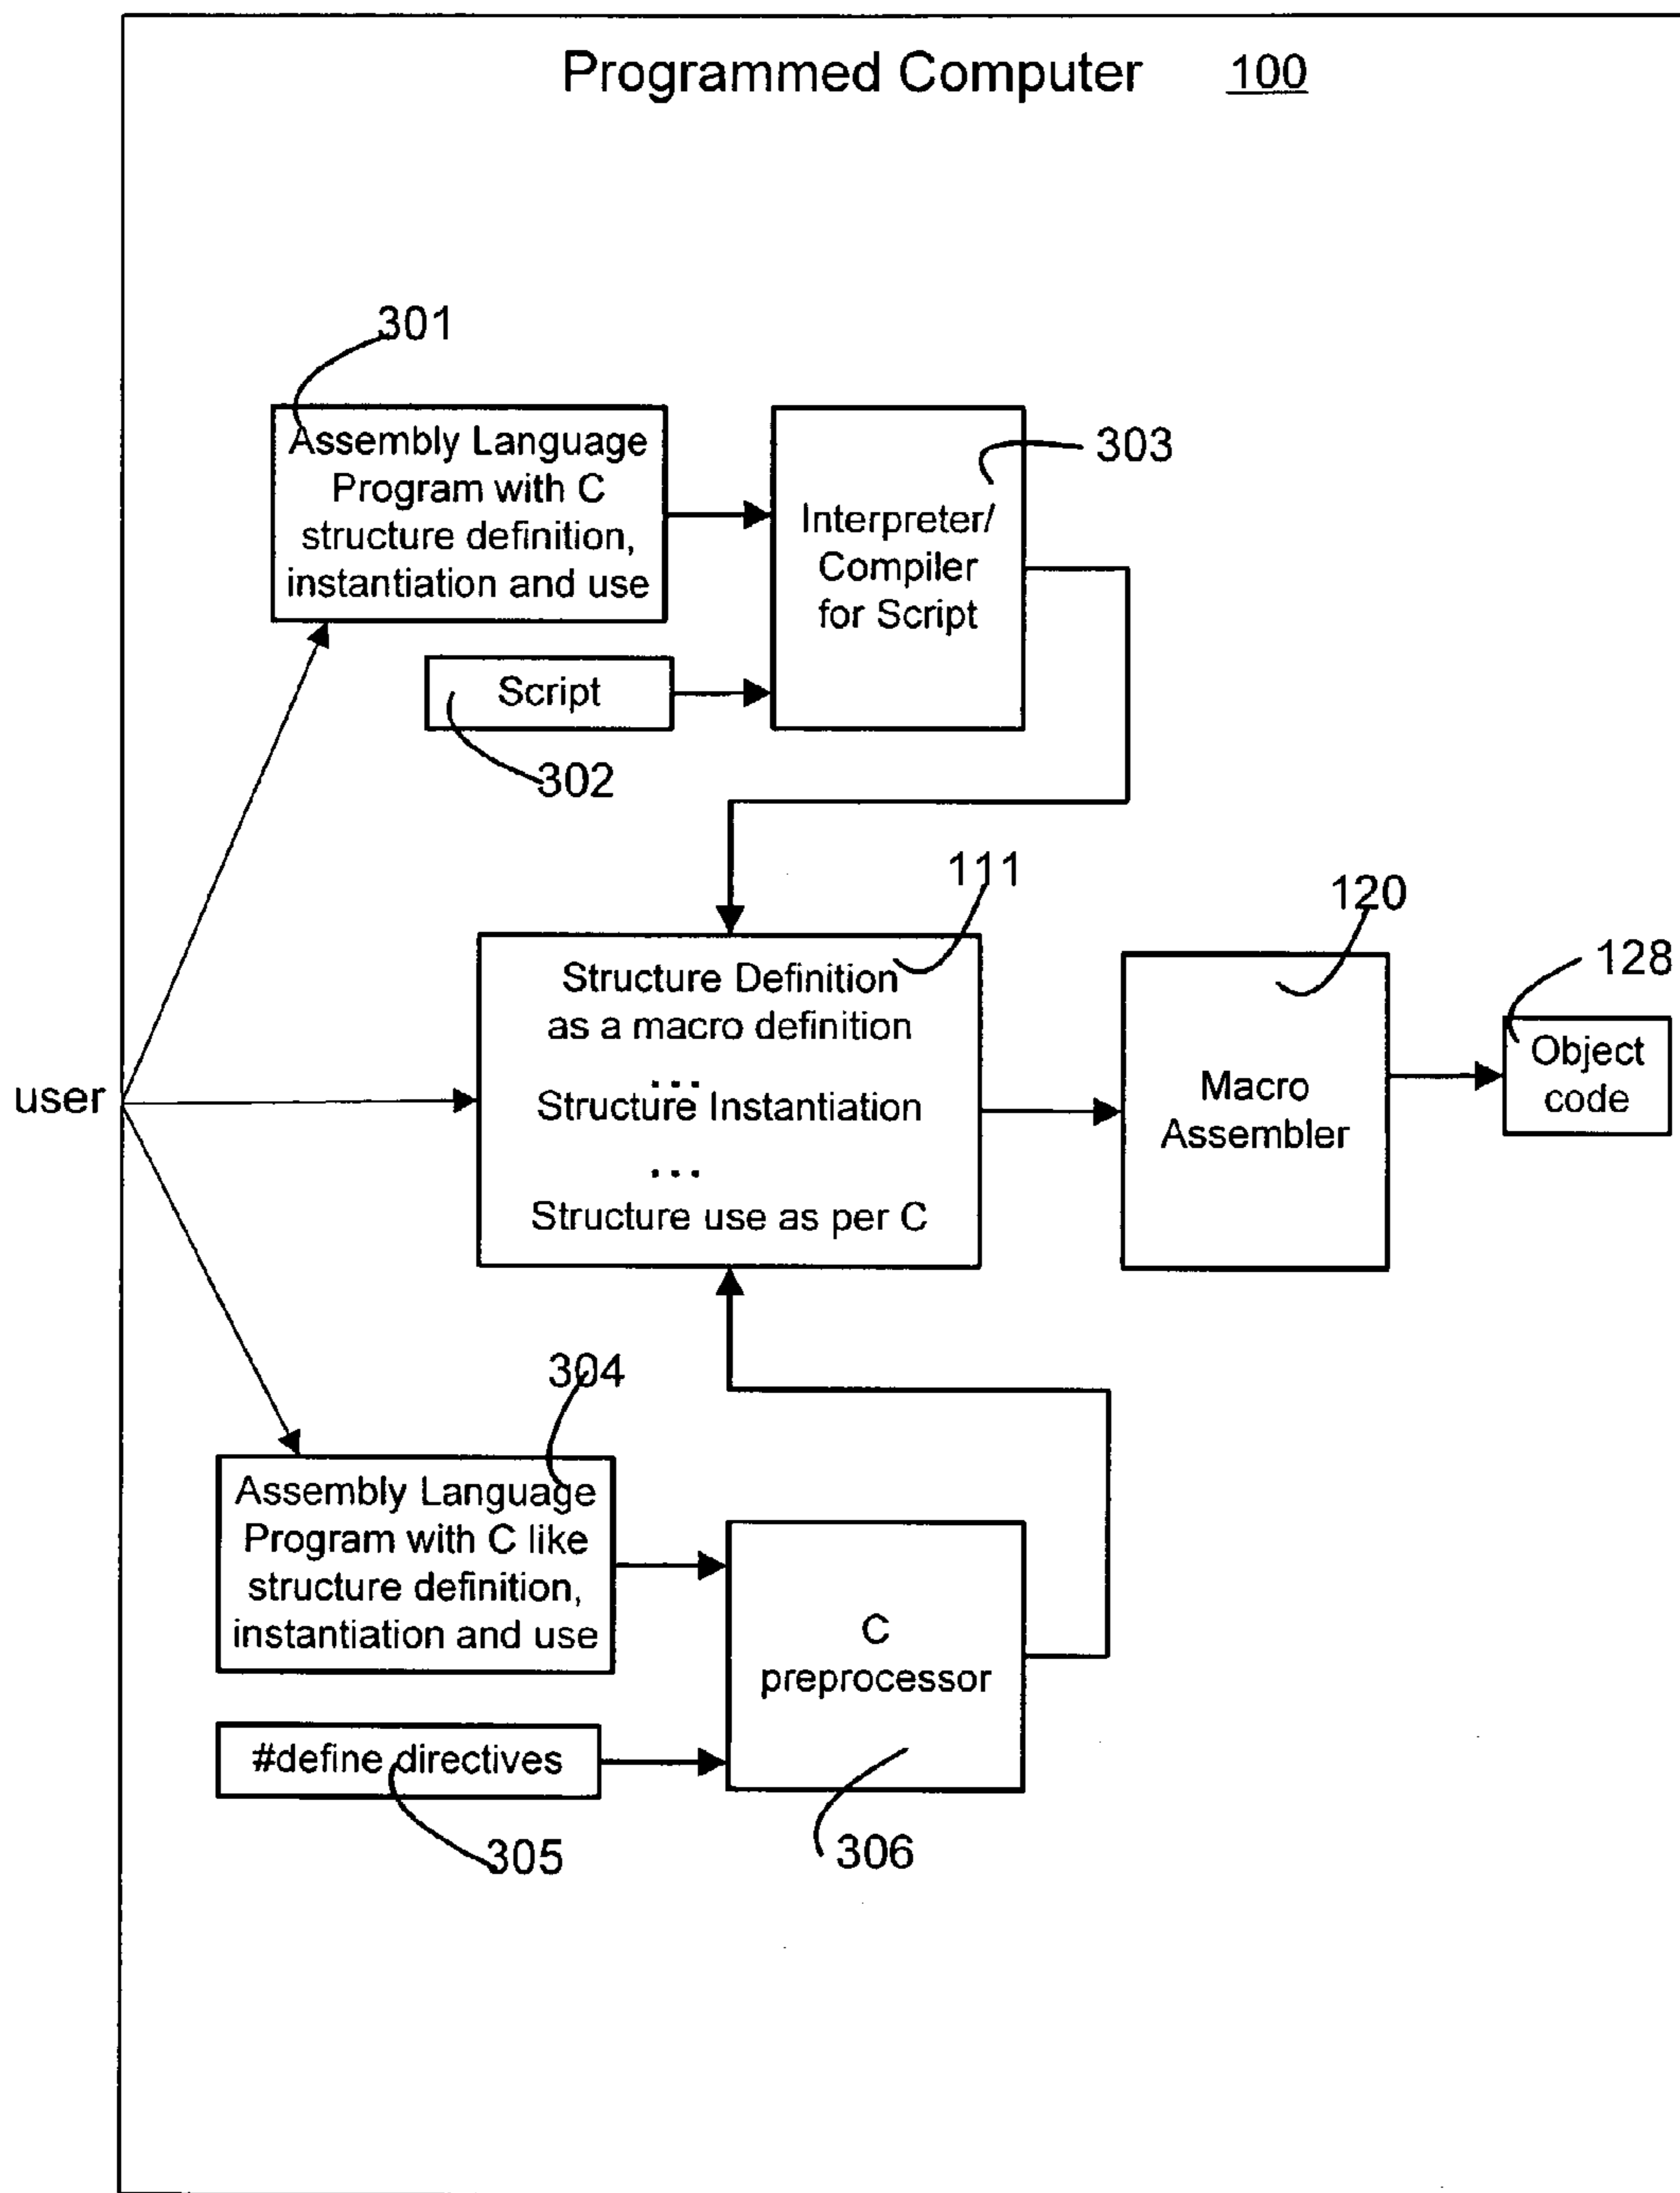 Programmed Computer 100
301
Assembly Language
Program with C
structure definition,
instantiation and use
303
Interpreter/
Compiler
for Script
Script
302
111
Structure Definition
as a macro definition
...
Structure Instantiation
...
Structure use as per C
120
Macro
Assembler
128
Object
code
user
304
Assembly Language
Program with C like
structure definition,
instantiation and use
C
preprocessor
#define directives
305
306